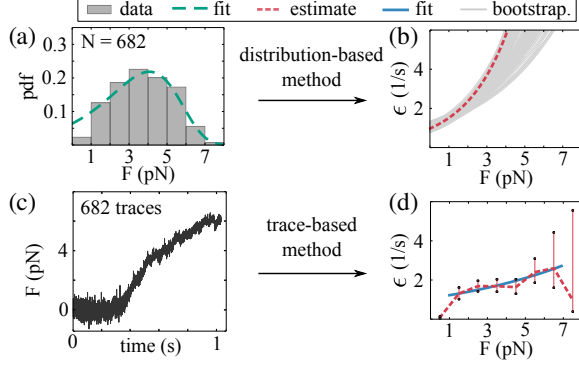 data fit estimate fit bootstrap.
(a)
N = 682
pdf
0.3
0.2
0.1
1 3 5 7
F (pN)
distribution-based
method
(b)
ϵ (1/s)
6
4
2
1 3 5 7
F (pN)
(c)
682 traces
F (pN)
4
0
0 1
time (s)
trace-based
method
(d)
ϵ (1/s)
6
4
2
1 3 5 7
F (pN)